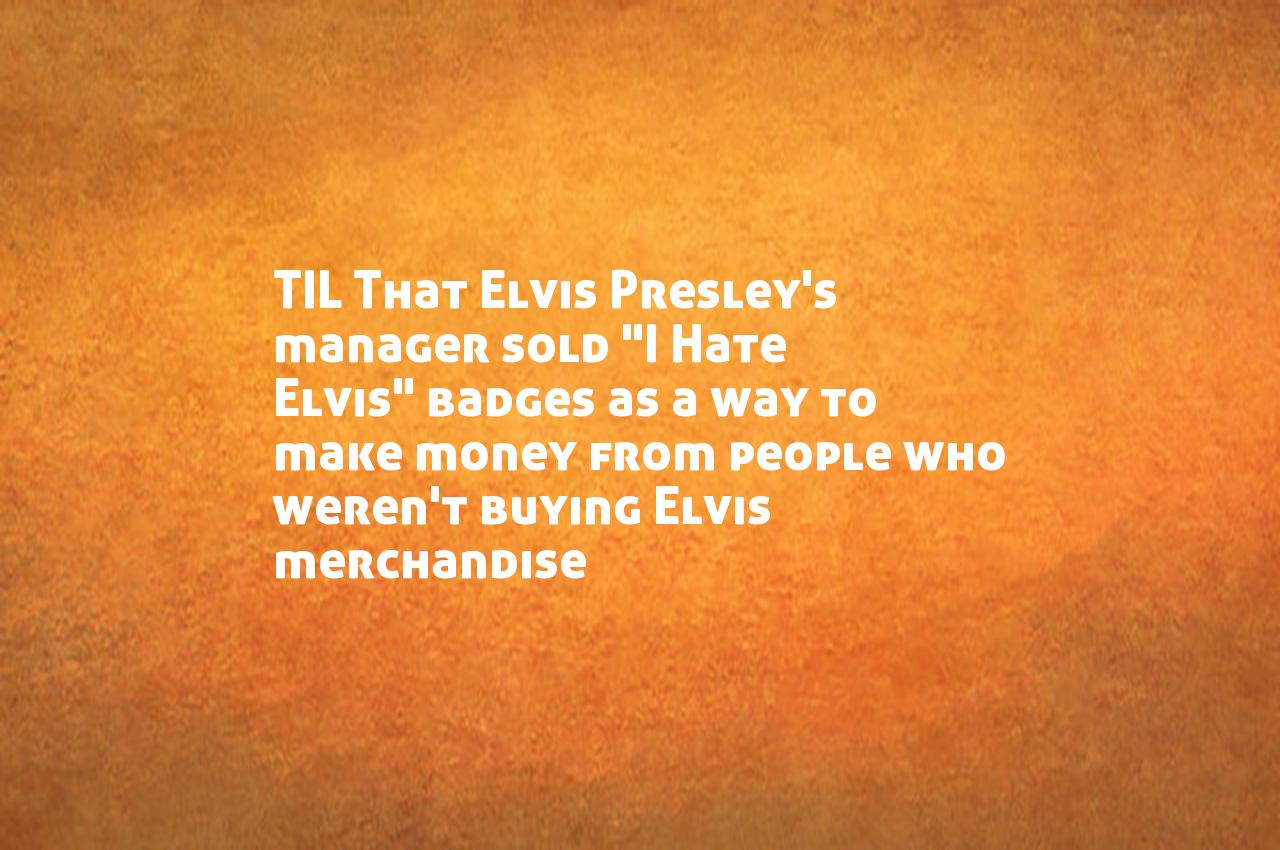 TIL That Elvis Presley's
manager sold "I Hate
Elvis" badges as a way to
make money from people who
weren't buying Elvis
merchandise